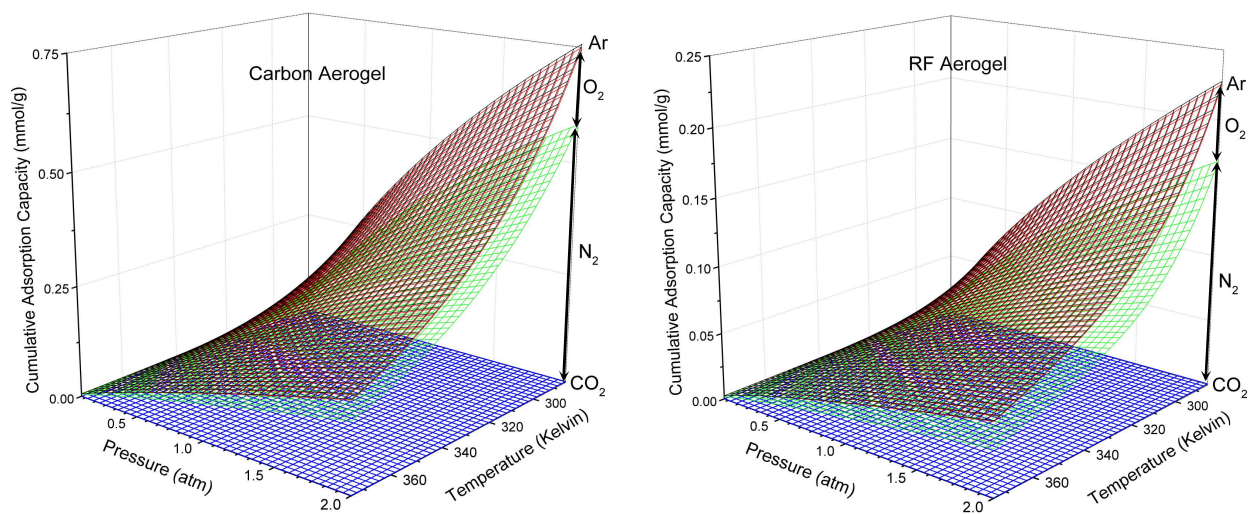 Carbon Aerogel
Cumulative Adsorption Capacity (mmol/g)
0.75
0.50
0.25
0.00
Ar
O₂
N₂
CO₂
0.5
1.0
1.5
2.0
Pressure (atm)
300
320
340
360
Temperature (Kelvin)
RF Aerogel
Cumulative Adsorption Capacity (mmol/g)
0.25
0.20
0.15
0.10
0.05
0.00
Ar
O₂
N₂
CO₂
0.5
1.0
1.5
2.0
Pressure (atm)
300
320
340
360
Temperature (Kelvin)